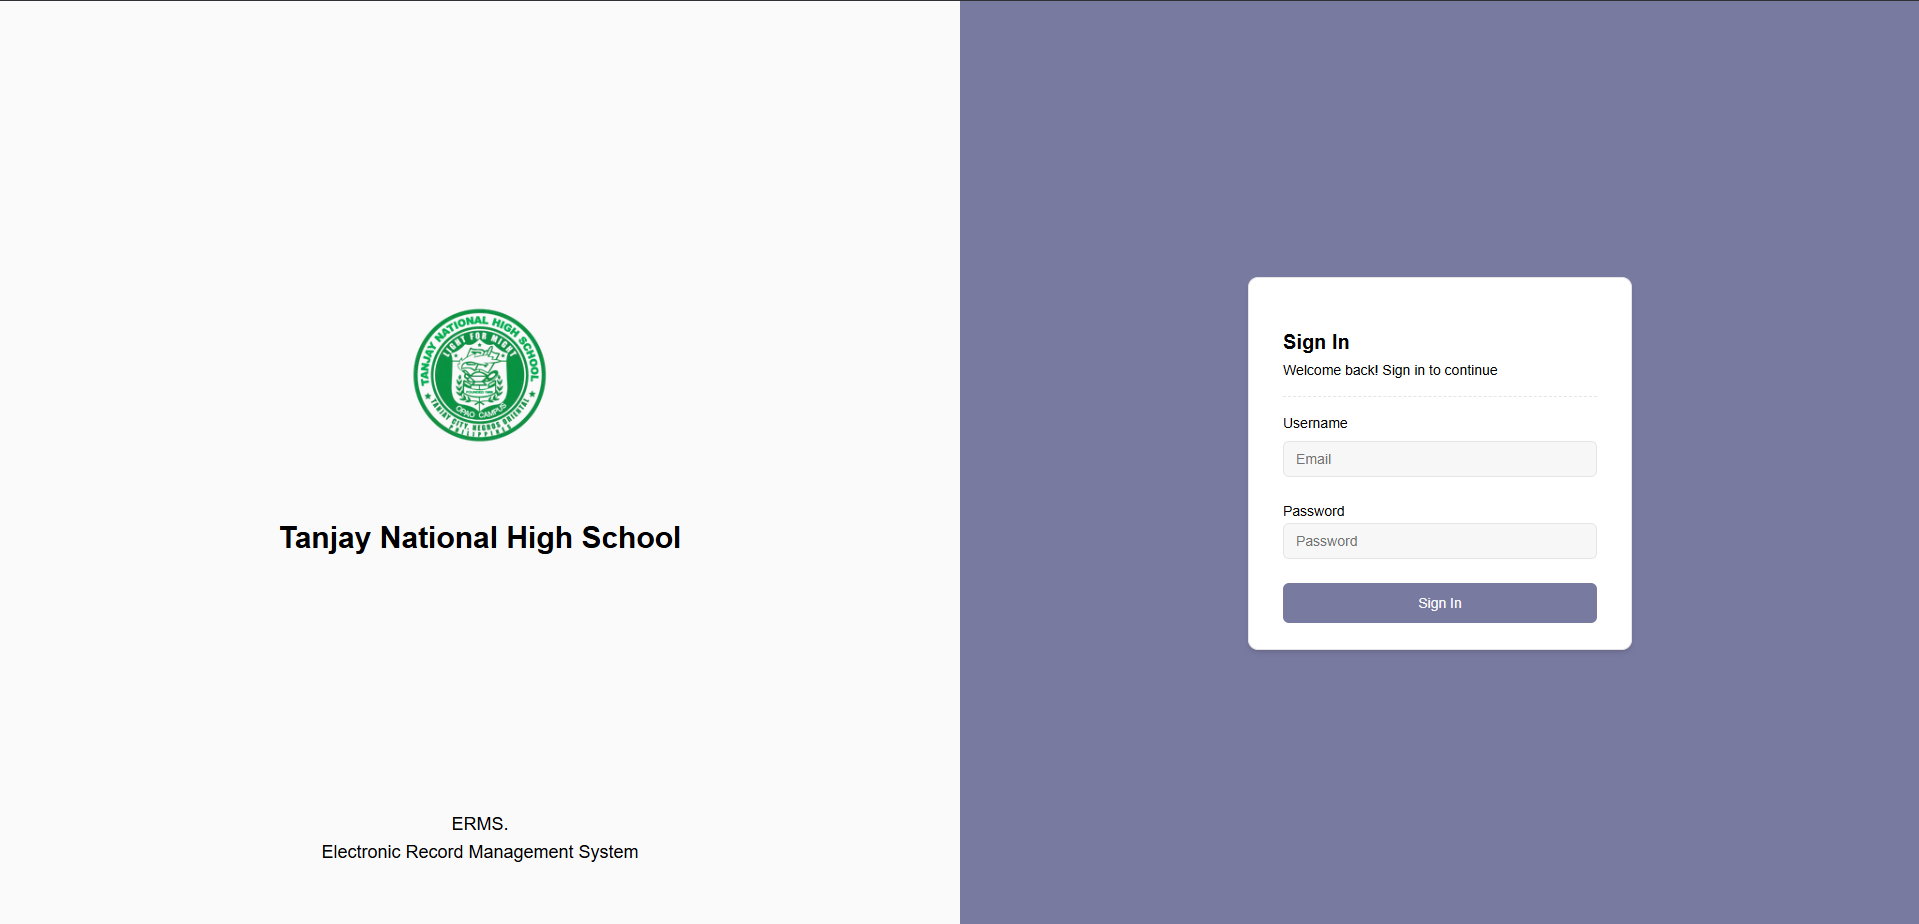 TANJAY NATIONAL HIGH SCHOOL
LIGHT FOR MIGHT
OPAO CAMPUS
TANJAY CITY, NEGROS ORIENTAL
PHILIPPINES
Tanjay National High School
ERMS.
Electronic Record Management System
Sign In
Welcome back! Sign in to continue
Username
Email
Password
Password
Sign In